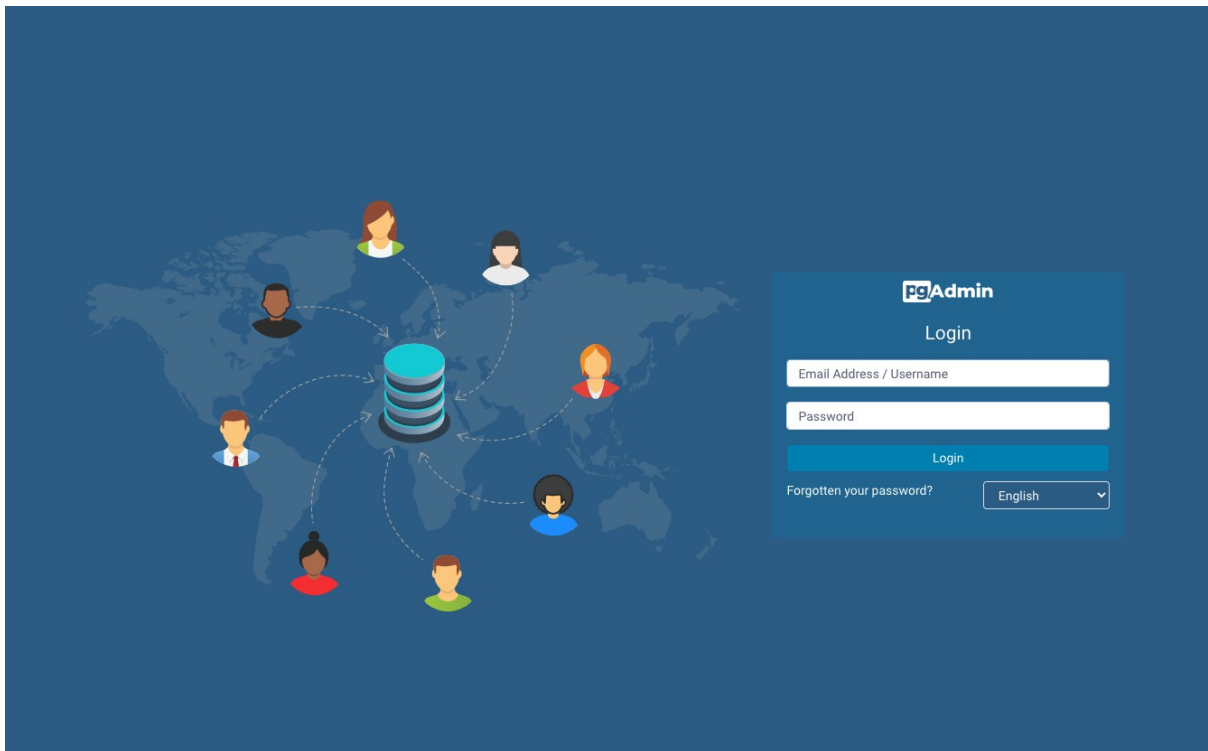 pgAdmin
Login
Email Address / Username
Password
Login
Forgotten your password?
English